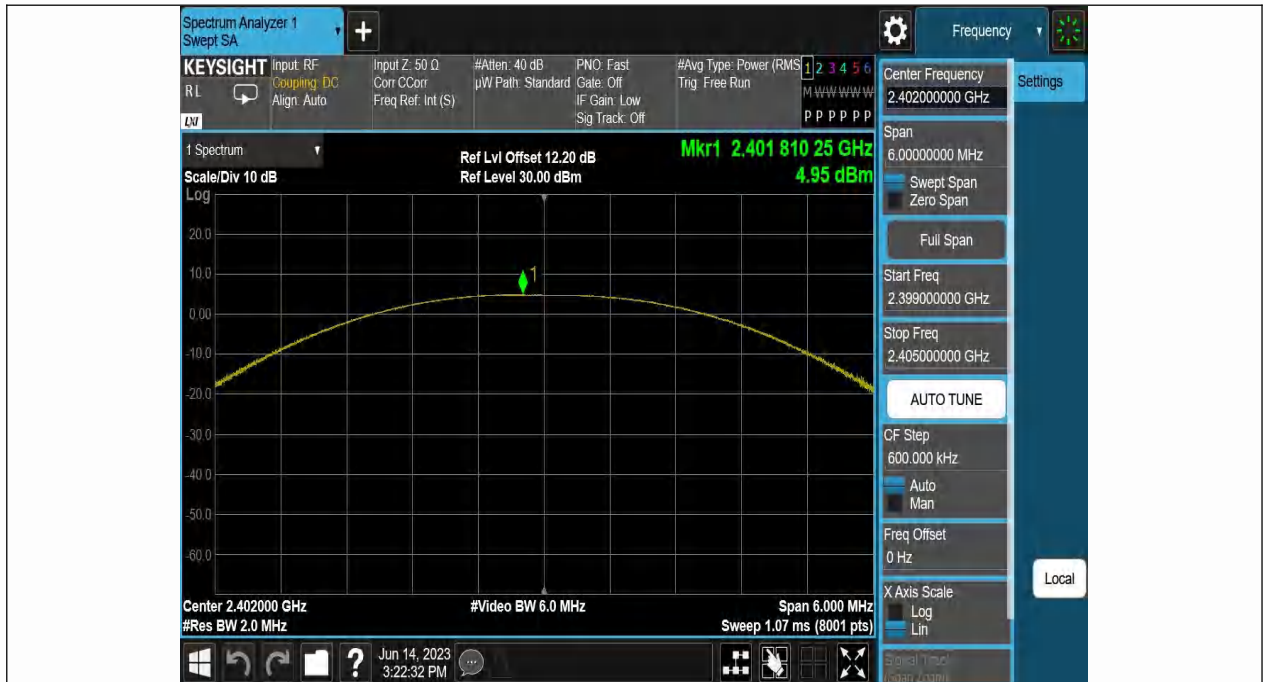 Spectrum Analyzer 1
Swept SA
+
Frequency
KEYSIGHT
RL
LXI
Input: RF
Coupling: DC
Align: Auto
Input Z: 50 Ω
Corr CCorr
Freq Ref: Int (S)
#Atten: 40 dB
µW Path: Standard
PNO: Fast
Gate: Off
IF Gain: Low
Sig Track: Off
#Avg Type: Power (RMS
Trig: Free Run
1 2 3 4 5 6
M W W W W W
P P P P P P
1 Spectrum
Scale/Div 10 dB
Log
Ref Lvl Offset 12.20 dB
Ref Level 30.00 dBm
Mkr1 2.401 810 25 GHz
4.95 dBm
20.0
10.0
0.00
-10.0
-20.0
-30.0
-40.0
-50.0
-60.0
1
Center 2.402000 GHz
#Res BW 2.0 MHz
#Video BW 6.0 MHz
Span 6.000 MHz
Sweep 1.07 ms (8001 pts)
?
Jun 14, 2023
3:22:32 PM
Center Frequency
2.402000000 GHz
Settings
Span
6.00000000 MHz
Swept Span
Zero Span
Full Span
Start Freq
2.399000000 GHz
Stop Freq
2.405000000 GHz
AUTO TUNE
CF Step
600.000 kHz
Auto
Man
Freq Offset
0 Hz
X Axis Scale
Log
Lin
Local
Signal Track
(Span Zoom)